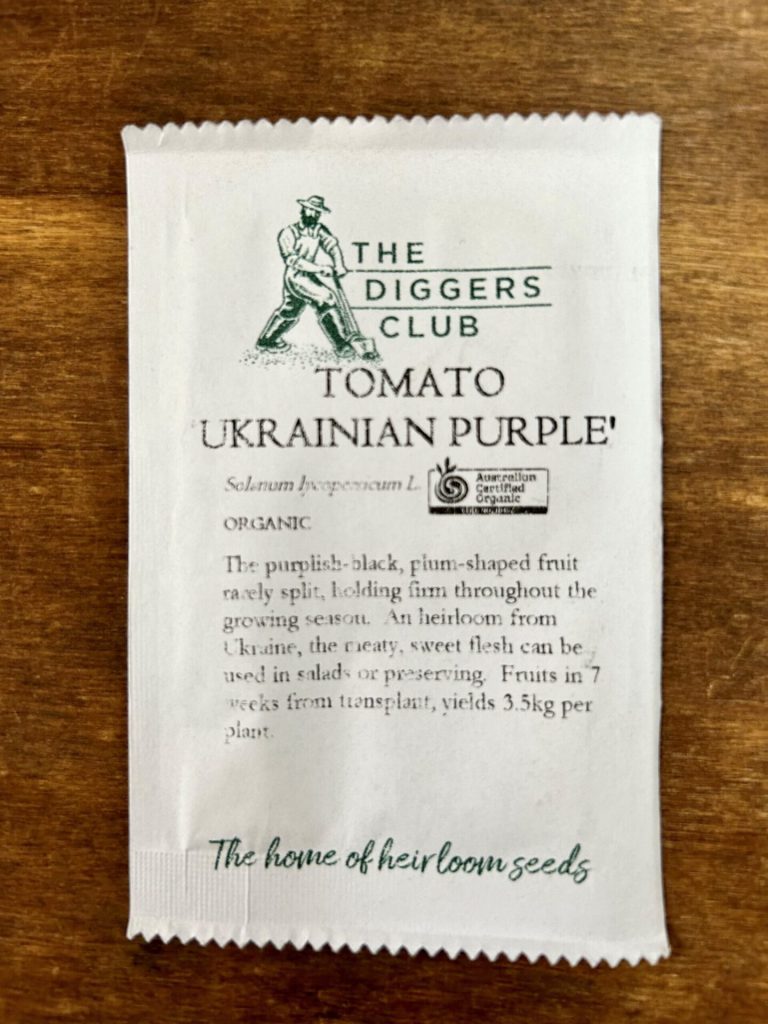 THE
DIGGERS
CLUB
TOMATO
'UKRAINIAN PURPLE'
Solanum lycopersicum L.
Australian
Certified
Organic
ORGANIC
The purplish-black, plum-shaped fruit
rarely split, holding firm throughout the
growing season. An heirloom from
Ukraine, the meaty, sweet flesh can be
used in salads or preserving. Fruits in 7
weeks from transplant, yields 3.5kg per
plant.
The home of heirloom seeds